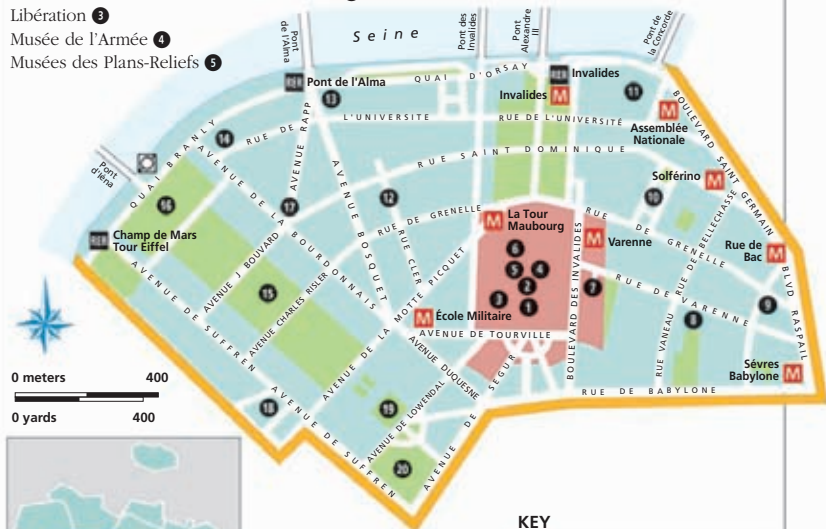 Libération 3
Musée de l'Armée 4
Musées des Plans-Reliefs 5
Seine
Pont de l'Alma
Pont des Invalides
Pont Alexandre III
Pont de la Concorde
RER Pont de l'Alma
QUAI D'ORSAY
RER Invalides
Invalides M
13
11
14
RUE DE L'UNIVERSITE
RUE DE L'UNIVERSITÉ
M Assemblée Nationale
BOULEVARD SAINT GERMAIN
QUAI BRANLY
Pont d'Iéna
AVENUE RAPP
RUE SAINT DOMINIQUE
Solférino M
16
17
12
10
AVENUE DE LA BOURDONNAIS
AVENUE BOSQUET
RUE CLER
RUE DE GRENELLE
M La Tour Maubourg
RUE DE GRENELLE
RUE DE BELLECHASSE
RER Champ de Mars Tour Eiffel
M Varenne
Rue de Bac M
AVENUE J BOUVARD
6
5 4
2
3 1
7
BOULEVARD DES INVALIDES
RUE DE VARENNE
15
AVENUE CHARLES RISLER
AVENUE DE LA MOTTE PICQUET
9
8
BLVD RASPAIL
AVENUE DE SUFFREN
M École Militaire
AVENUE DE TOURVILLE
RUE VANEAU
AVENUE DUQUESNE
AVENUE DE SEGUR
Sévres Babylone M
RUE DE BABYLONE
0 meters 400
0 yards 400
18
19
AVENUE DE LOWENDAL
AVENUE DE SUFFREN
20
KEY